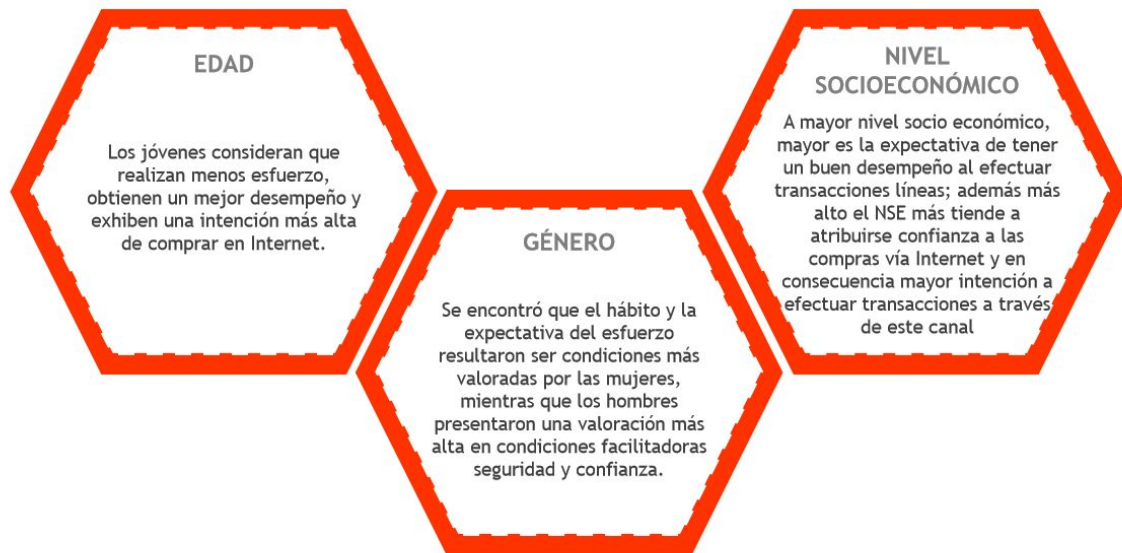 EDAD
Los jóvenes consideran que
realizan menos esfuerzo,
obtienen un mejor desempeño y
exhiben una intención más alta
de comprar en Internet.
GÉNERO
Se encontró que el hábito y la
expectativa del esfuerzo
resultaron ser condiciones más
valoradas por las mujeres,
mientras que los hombres
presentaron una valoración más
alta en condiciones facilitadoras
seguridad y confianza.
NIVEL
SOCIOECONÓMICO
A mayor nivel socio económico,
mayor es la expectativa de tener
un buen desempeño al efectuar
transacciones líneas; además más
alto el NSE más tiende a
atribuirse confianza a las
compras vía Internet y en
consecuencia mayor intención a
efectuar transacciones a través
de este canal